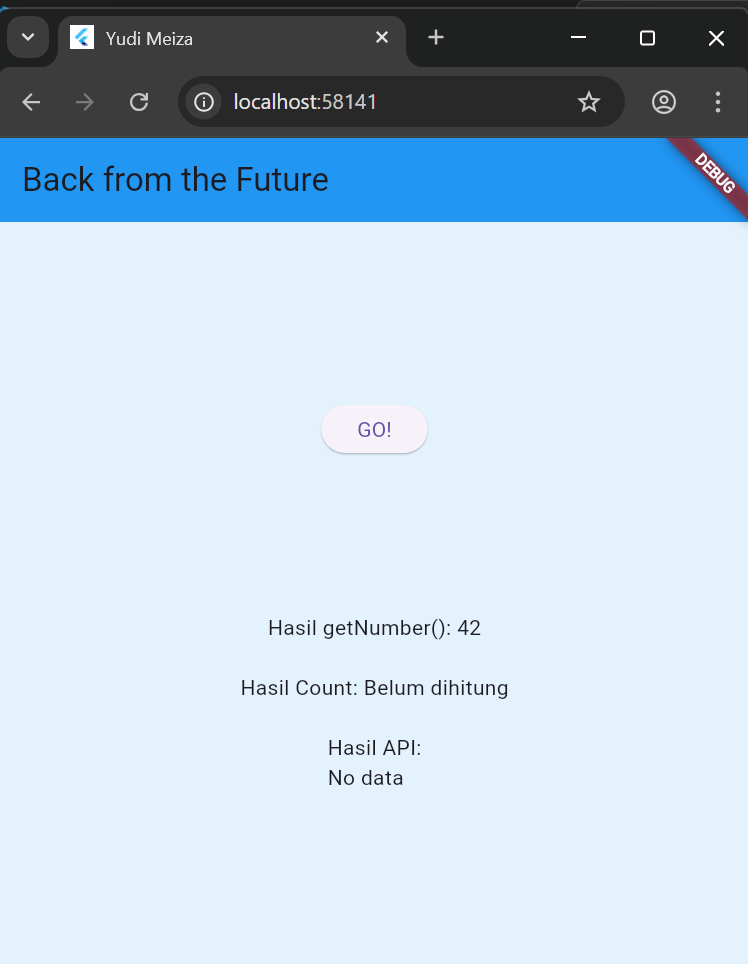 Yudi Meiza
localhost:58141
Back from the Future
DEBUG
GO!
Hasil getNumber(): 42
Hasil Count: Belum dihitung
Hasil API:
No data